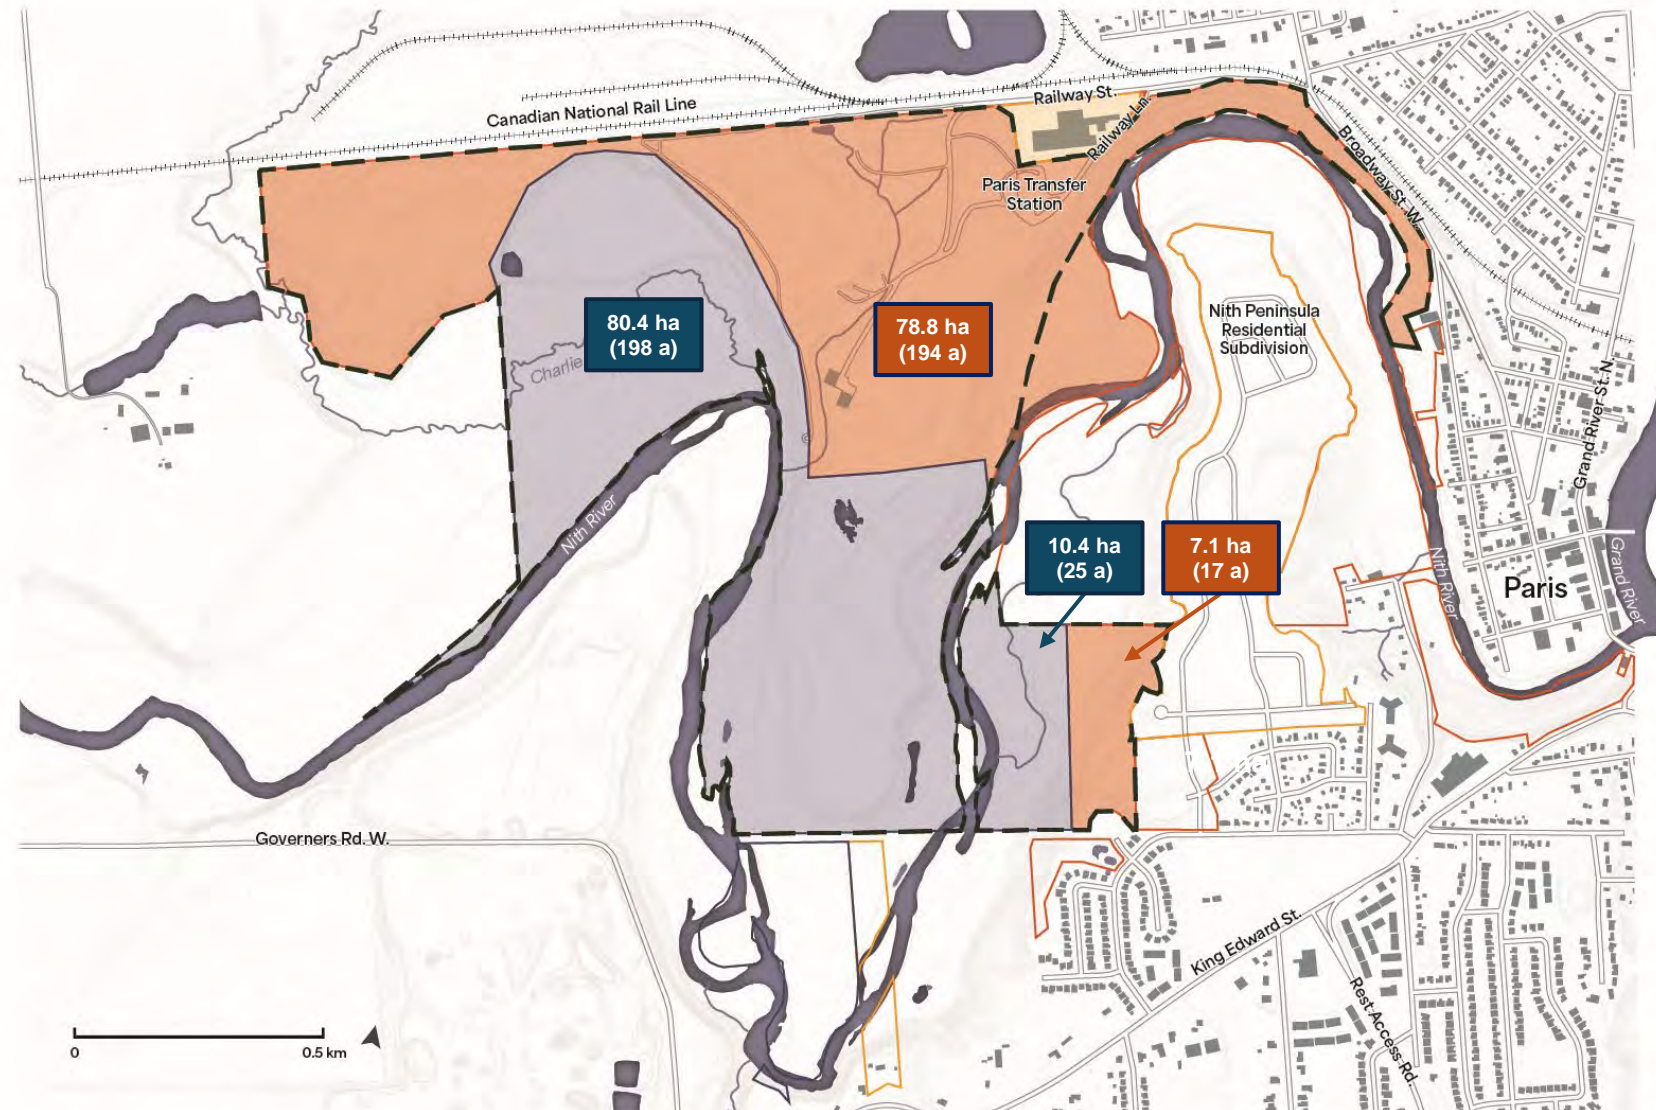 Canadian National Rail Line
Railway St.
Railway Ln.
Broadway St. W.
Paris Transfer
Station
80.4 ha
(198 a)
78.8 ha
(194 a)
Nith Peninsula
Residential
Subdivision
Charlie
Grand River St. N.
Nith River
10.4 ha
(25 a)
7.1 ha
(17 a)
Nith River
Paris
Grand River
ha
Governers Rd. W.
King Edward St.
Rest Access Rd.
0
0.5 km